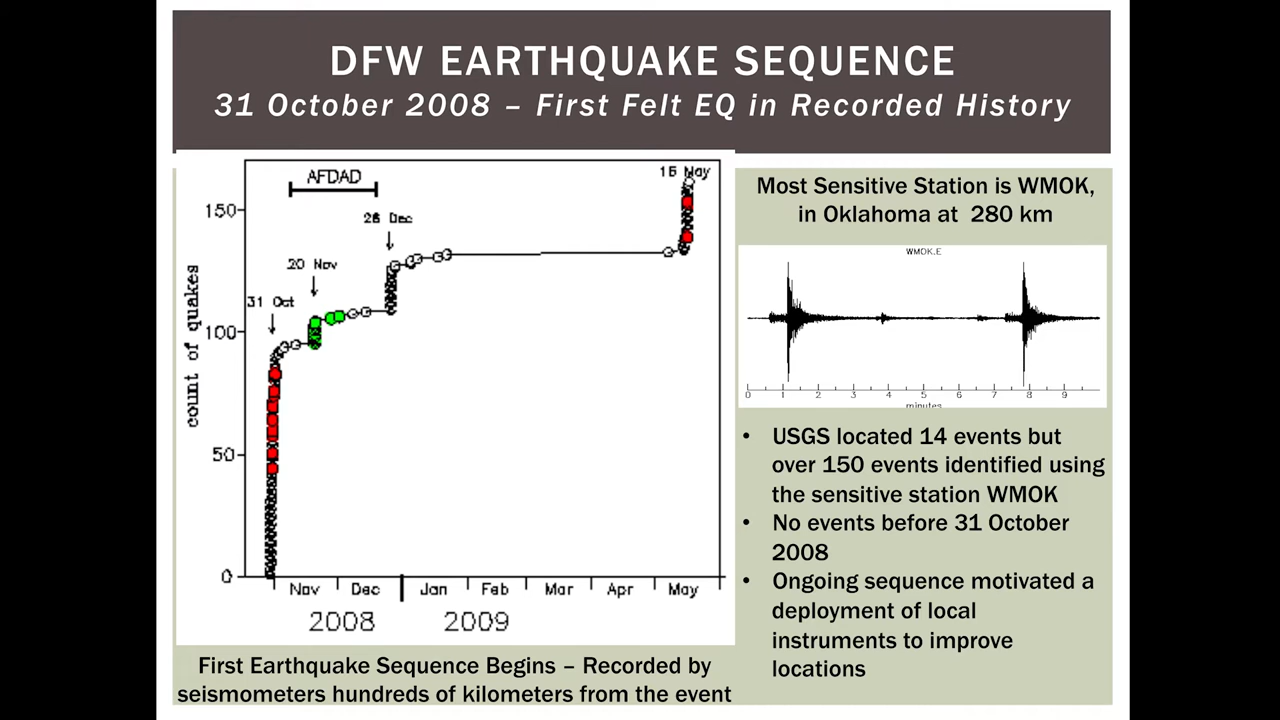 DFW EARTHQUAKE SEQUENCE
31 October 2008 – First Felt EQ in Recorded History
AFDAD
16 May
150
26 Dec
20 Nov
31 Oct
100
count of quakes
50
0
Nov Dec Jan Feb Mar Apr May
2008 2009
First Earthquake Sequence Begins – Recorded by
seismometers hundreds of kilometers from the event
Most Sensitive Station is WMOK,
in Oklahoma at 280 km
WMOK.E
0 1 2 3 4 5 6 7 8 9
minutes
• USGS located 14 events but
over 150 events identified using
the sensitive station WMOK
• No events before 31 October
2008
• Ongoing sequence motivated a
deployment of local
instruments to improve
locations